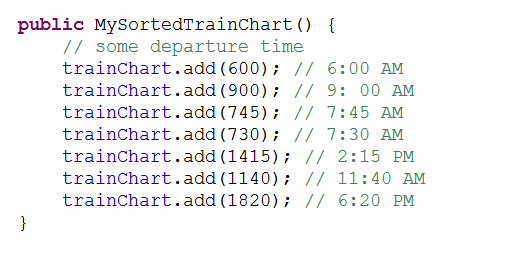 public MySortedTrainChart() {
// some departure time
trainChart.add(600); // 6:00 AM
trainChart.add(900); // 9: 00 AM
trainChart.add(745); // 7:45 AM
trainChart.add(730); // 7:30 AM
trainChart.add(1415); // 2:15 PM
trainChart.add(1140); // 11:40 AM
trainChart.add(1820); // 6:20 PM
}